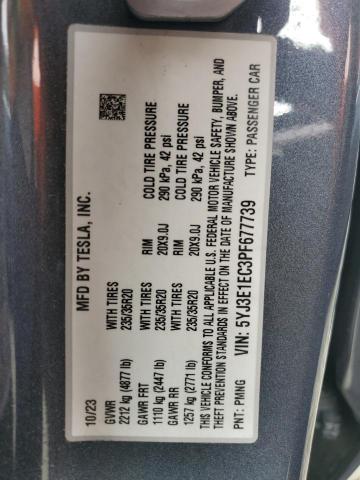 MFD BY TESLA, INC.
10/23
GVWR WITH TIRES RIM COLD TIRE PRESSURE
2212 kg (4877 lb) 235/35R20 20X9.0J 290 kPa, 42 psi
GAWR FRT WITH TIRES RIM COLD TIRE PRESSURE
1110 kg (2447 lb) 235/35R20 20X9.0J 290 kPa, 42 psi
GAWR RR
1257 kg (2771 lb) 235/35R20
THIS VEHICLE CONFORMS TO ALL APPLICABLE U.S. FEDERAL MOTOR VEHICLE SAFETY, BUMPER, AND
THEFT PREVENTION STANDARDS IN EFFECT ON THE DATE OF MANUFACTURE SHOWN ABOVE.
VIN: 5YJ3E1EC3PF677739
PNT: PMNG TYPE: PASSENGER CAR